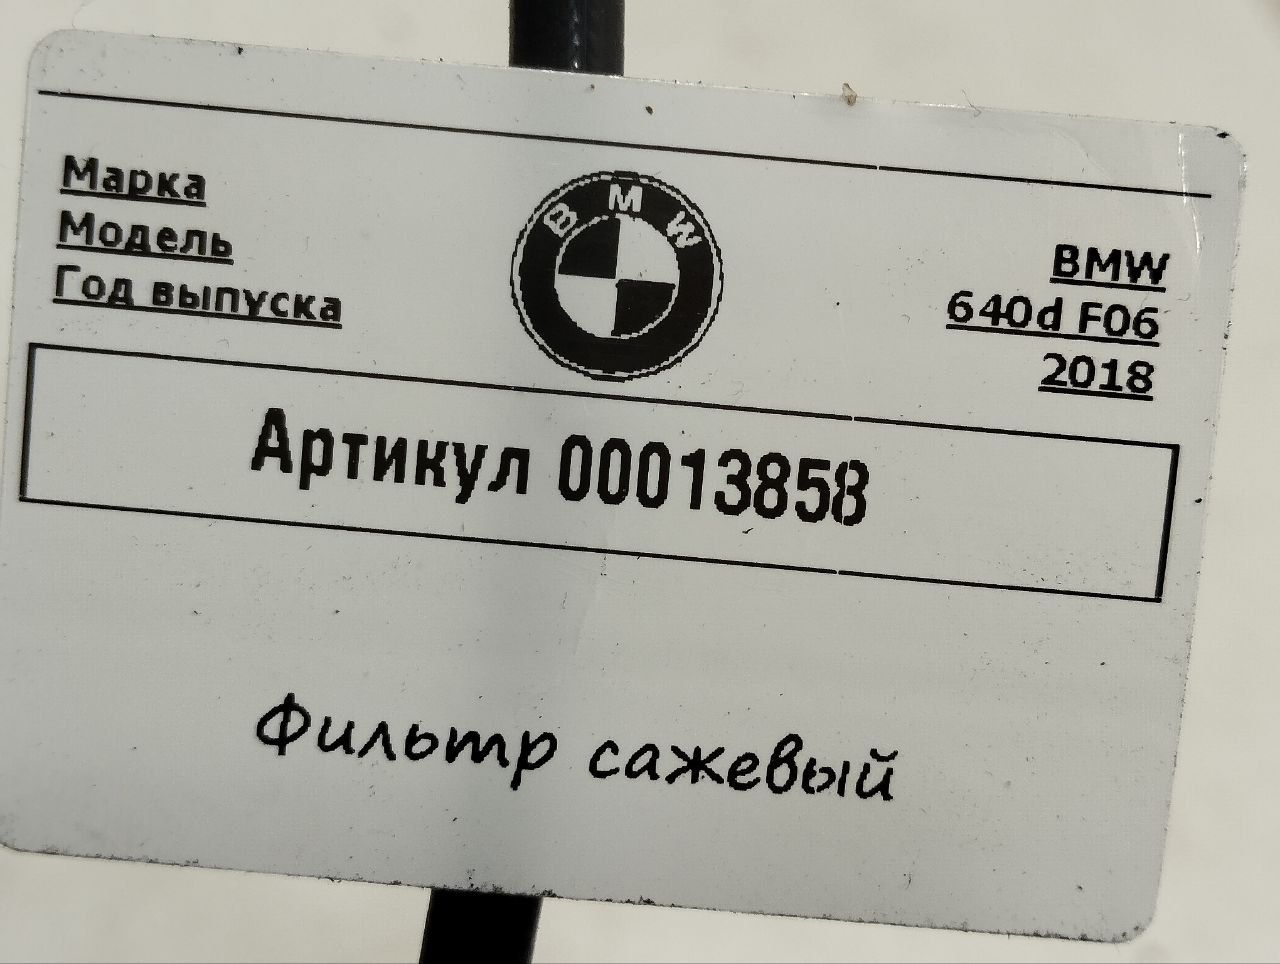 Марка
Модель
Год выпуска
BMW
BMW
640d F06
2018
Артикул 00013858
Фильтр сажевый